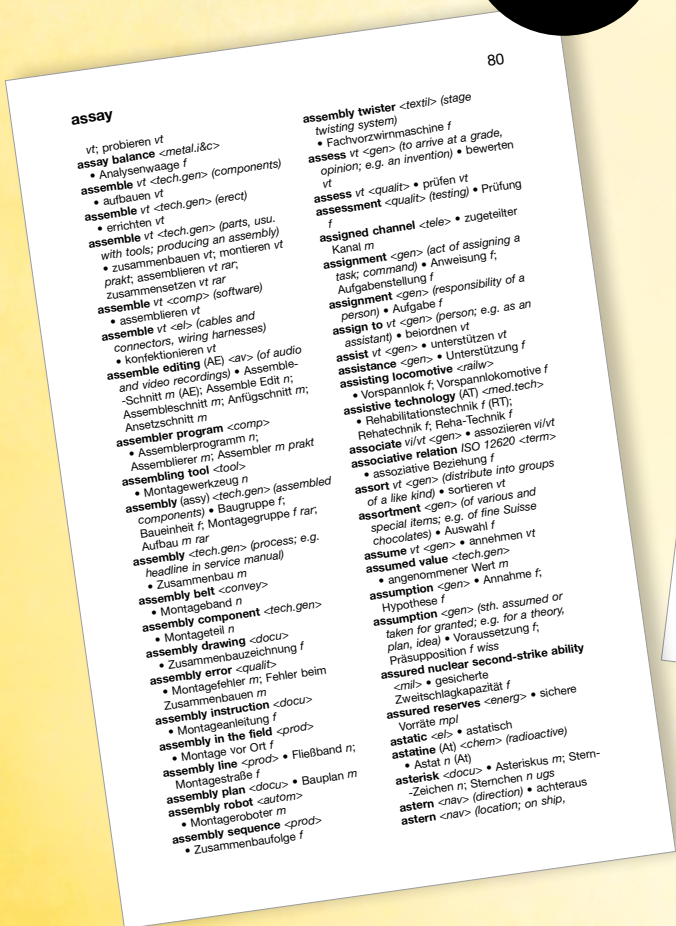 80
assay
vt; probieren vt
assay balance <metal.i&c>
• Analysenwaage f
assemble vt <tech.gen> (components)
• aufbauen vt
assemble vt <tech.gen> (erect)
• errichten vt
assemble vt <tech.gen> (parts, usu.
with tools; producing an assembly)
• zusammenbauen vt; montieren vt
prakt; assemblieren vt rar;
zusammensetzen vt rar
assemble vt <comp> (software)
• assemblieren vt
assemble vt <el> (cables and
connectors, wiring harnesses)
• konfektionieren vt
assemble editing (AE) <av> (of audio
and video recordings) • Assemble-
-Schnitt m (AE); Assemble Edit n;
Assembleschnitt m; Anfügschnitt m;
Ansetzschnitt m
assembler program <comp>
• Assemblerprogramm n;
Assemblierer m; Assembler m prakt
assembling tool <tool>
• Montagewerkzeug n
assembly (assy) <tech.gen> (assembled
components) • Baugruppe f;
Baueinheit f; Montagegruppe f rar;
Aufbau m rar
assembly <tech.gen> (process; e.g.
headline in service manual)
• Zusammenbau m
assembly belt <convey>
• Montageband n
assembly component <tech.gen>
• Montageteil n
assembly drawing <docu>
• Zusammenbauzeichnung f
assembly error <qualit>
• Montagefehler m; Fehler beim
Zusammenbauen m
assembly instruction <docu>
• Montageanleitung f
assembly in the field <prod>
• Montage vor Ort f
assembly line <prod> • Fließband n;
Montagestraße f
assembly plan <docu> • Bauplan m
assembly robot <autom>
• Montageroboter m
assembly sequence <prod>
• Zusammenbaufolge f
assembly twister <textil> (stage
twisting system)
• Fachvorzwirnmaschine f
assess vt <gen> (to arrive at a grade,
opinion; e.g. an invention) • bewerten
vt
assess vt <qualit> • prüfen vt
assessment <qualit> (testing) • Prüfung
f
assigned channel <tele> • zugeteilter
Kanal m
assignment <gen> (act of assigning a
task; command) • Anweisung f;
Aufgabenstellung f
assignment <gen> (responsibility of a
person) • Aufgabe f
assign to vt <gen> (person; e.g. as an
assistant) • beiordnen vt
assist vt <gen> • unterstützen vt
assistance <gen> • Unterstützung f
assisting locomotive <railw>
• Vorspannlok f; Vorspannlokomotive f
assistive technology (AT) <med.tech>
• Rehabilitationstechnik f (RT);
Rehatechnik f; Reha-Technik f
associate vi/vt <gen> • assoziieren vi/vt
associative relation ISO 12620 <term>
• assoziative Beziehung f
assort vt <gen> (distribute into groups
of a like kind) • sortieren vt
assortment <gen> (of various and
special items; e.g. of fine Suisse
chocolates) • Auswahl f
assume vt <gen> • annehmen vt
assumed value <tech.gen>
• angenommener Wert m
assumption <gen> • Annahme f;
Hypothese f
assumption <gen> (sth. assumed or
taken for granted; e.g. for a theory,
plan, idea) • Voraussetzung f;
Präsupposition f wiss
assured nuclear second-strike ability
<mil> • gesicherte
Zweitschlagkapazität f
assured reserves <energ> • sichere
Vorräte mpl
astatic <el> • astatisch
astatine (At) <chem> (radioactive)
• Astat n (At)
asterisk <docu> • Asteriskus m; Stern-
-Zeichen n; Sternchen n ugs
astern <nav> (direction) • achteraus
astern <nav> (location; on ship,